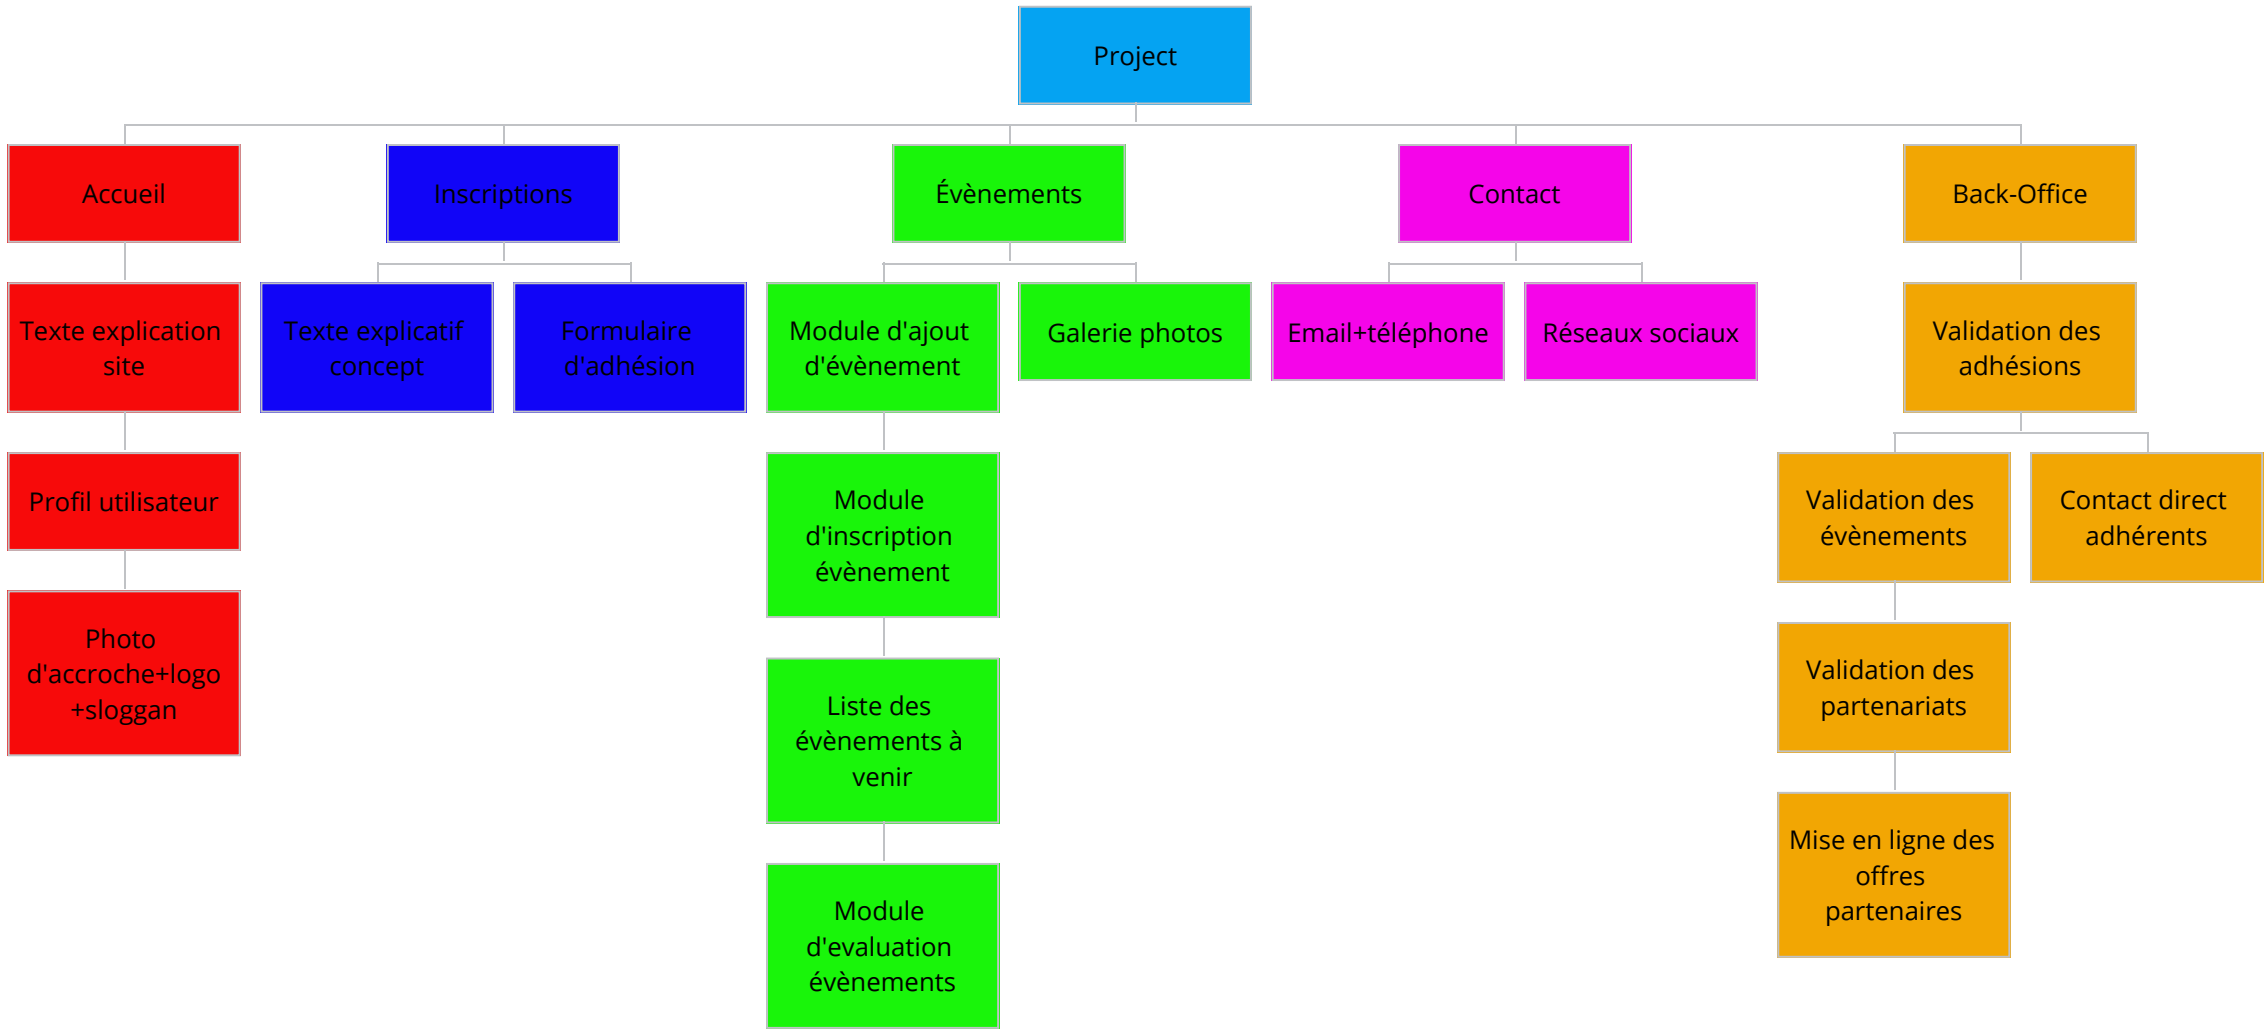 Project
Accueil
Inscriptions
Évènements
Contact
Back-Office
Texte explication
site
Texte explicatif
concept
Formulaire
d'adhésion
Module d'ajout
d'évènement
Galerie photos
Email+téléphone
Réseaux sociaux
Validation des
adhésions
Profil utilisateur
Module
d'inscription
évènement
Validation des
évènements
Contact direct
adhérents
Photo
d'accroche+logo
+sloggan
Liste des
évènements à
venir
Validation des
partenariats
Module
d'evaluation
évènements
Mise en ligne des
offres
partenaires